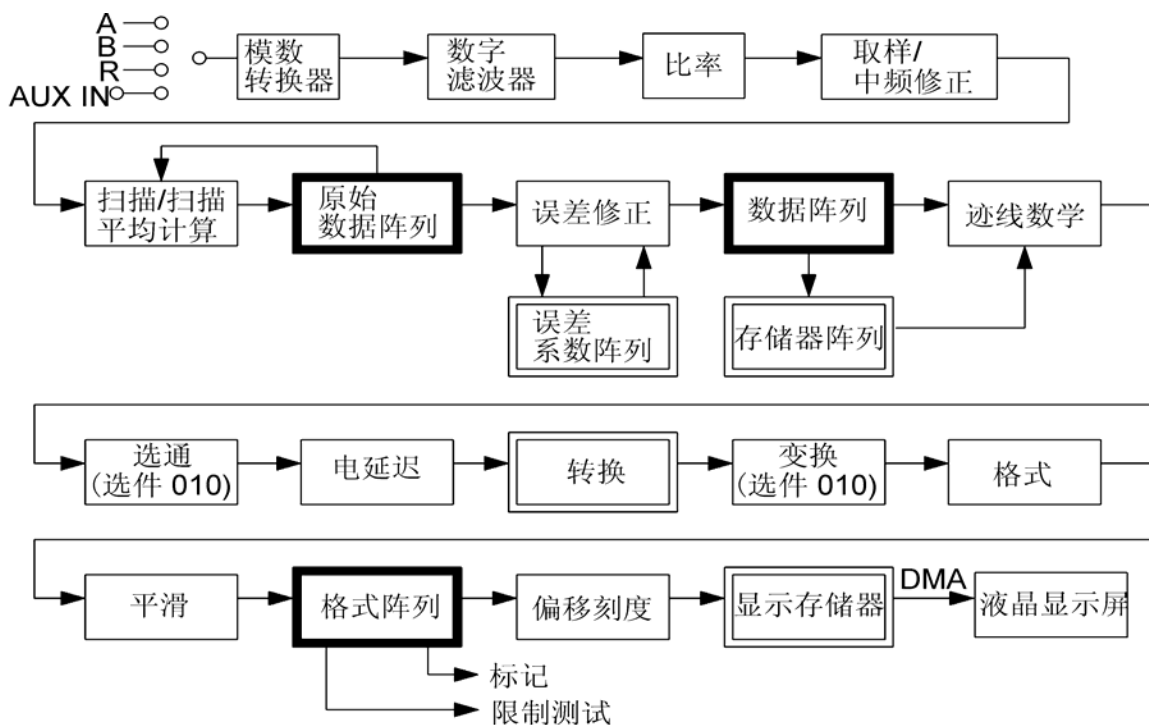 A
B
R
AUX IN
模数
转换器
数字
滤波器
比率
取样/
中频修正
扫描/扫描
平均计算
原始
数据阵列
误差修正
数据阵列
迹线数学
误差
系数阵列
存储器阵列
选通
(选件 010)
电延迟
转换
变换
(选件 010)
格式
平滑
格式阵列
偏移刻度
显示存储器
DMA
液晶显示屏
标记
限制测试